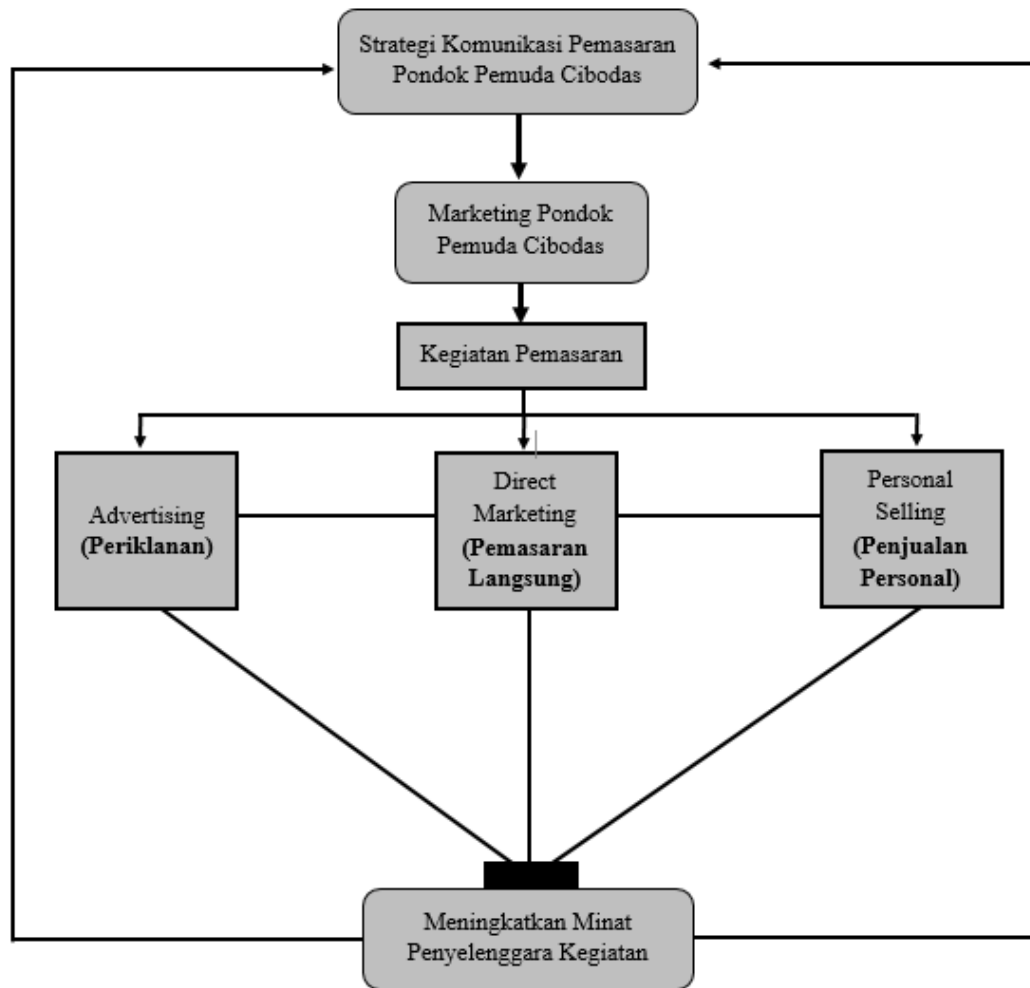 Strategi Komunikasi Pemasaran
Pondok Pemuda Cibodas
Marketing Pondok
Pemuda Cibodas
Kegiatan Pemasaran
Advertising
(Periklanan)
Direct
Marketing
(Pemasaran
Langsung)
Personal
Selling
(Penjualan
Personal)
Meningkatkan Minat
Penyelenggara Kegiatan